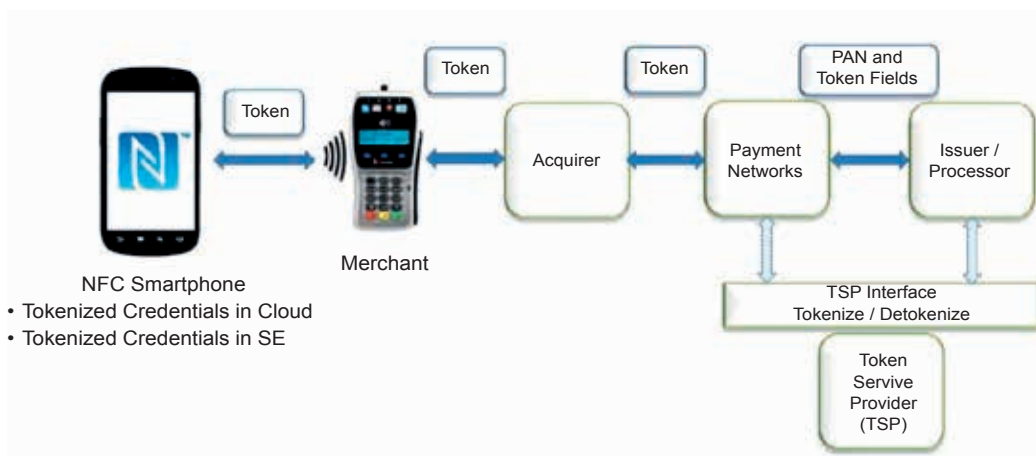 Token
Token
Token
PAN and
Token Fields
Acquirer
Payment
Networks
Issuer /
Processor
Merchant
NFC Smartphone
• Tokenized Credentials in Cloud
• Tokenized Credentials in SE
TSP Interface
Tokenize / Detokenize
Token
Servive
Provider
(TSP)